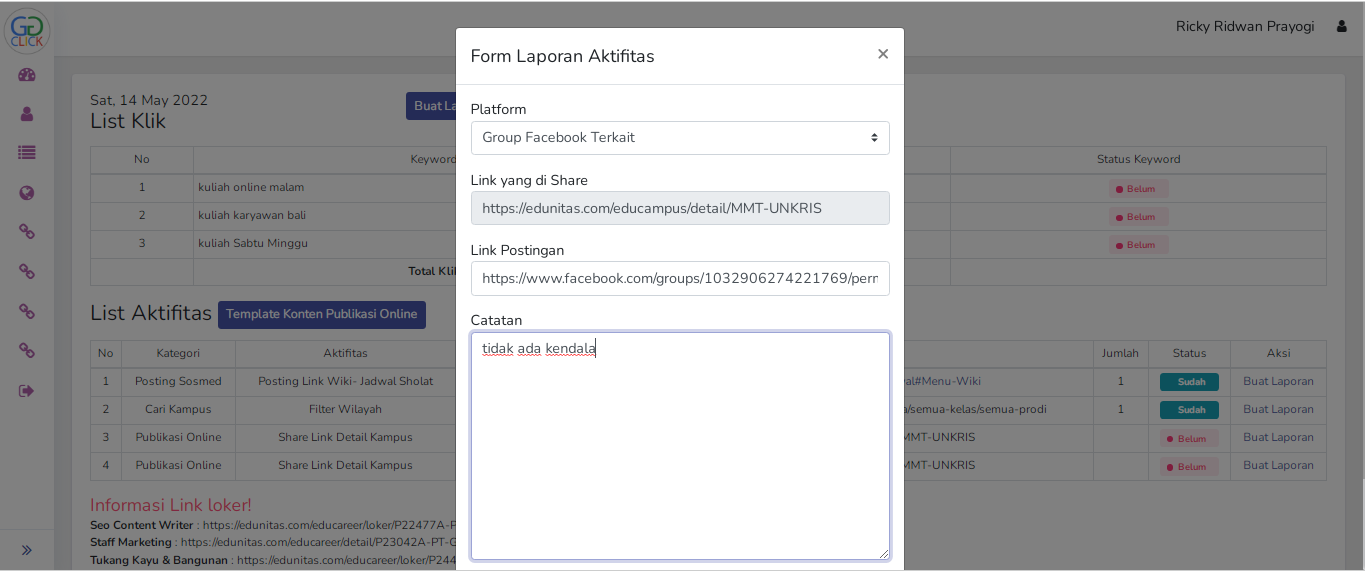 GG
CLICK
Ricky Ridwan Prayogi
Form Laporan Aktifitas
×
Sat, 14 May 2022
List Klik
Buat La
Platform
Group Facebook Terkait
No
Keyword
Status Keyword
1
kuliah online malam
Belum
2
kuliah karyawan bali
Belum
3
kuliah Sabtu Minggu
Belum
Total Klik
Link yang di Share
https://edunitas.com/educampus/detail/MMT-UNKRIS
Link Postingan
https://www.facebook.com/groups/1032906274221769/perm
Catatan
tidak ada kendala
List Aktifitas
Template Konten Publikasi Online
No Kategori Aktifitas Jumlah Status Aksi
1 Posting Sosmed Posting Link Wiki- Jadwal Sholat al#Menu-Wiki 1 Sudah Buat Laporan
2 Cari Kampus Filter Wilayah a/semua-kelas/semua-prodi 1 Sudah Buat Laporan
3 Publikasi Online Share Link Detail Kampus MMT-UNKRIS Belum Buat Laporan
4 Publikasi Online Share Link Detail Kampus MMT-UNKRIS Belum Buat Laporan
Informasi Link loker!
Seo Content Writer : https://edunitas.com/educareer/loker/P22477A-P
Staff Marketing : https://edunitas.com/educareer/detail/P23042A-PT-G
Tukang Kayu & Bangunan : https://edunitas.com/educareer/loker/P244